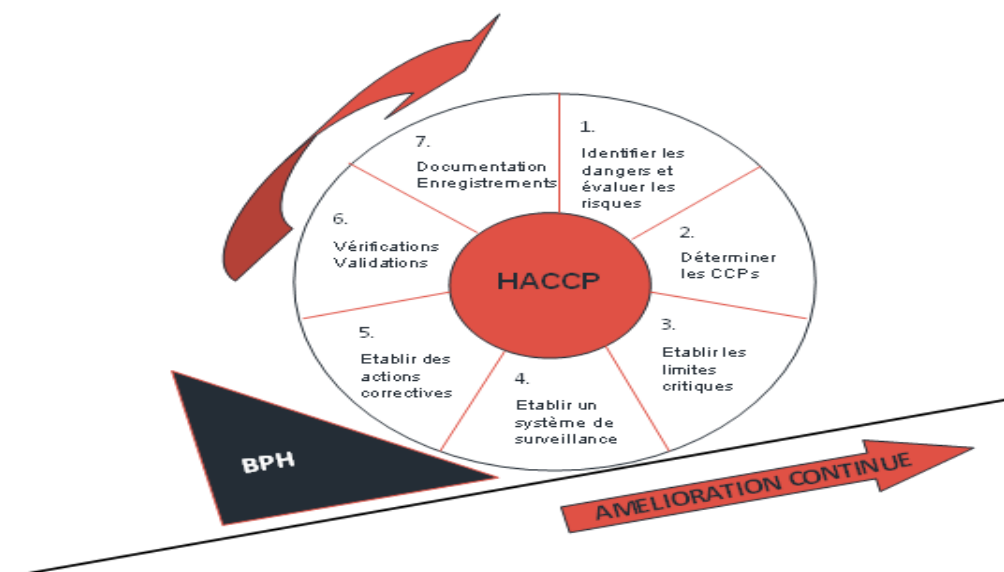 1.
Identifier les
dangers et
évaluer les
risques
2.
Déterminer
les CCPs
3.
Etablir les
limites
critiques
4.
Etablir un
système de
surveillance
5.
Etablir des
actions
correctives
6.
Vérifications
Validations
7.
Documentation
Enregistrements
HACCP
BPH
AMELIORATION CONTINUE